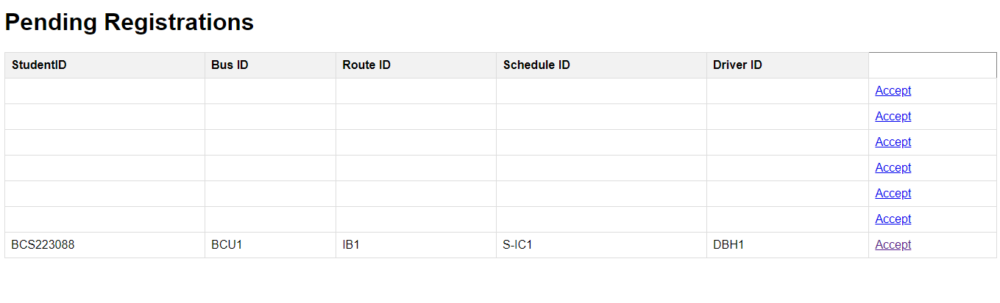 Pending Registrations
StudentID Bus ID Route ID Schedule ID Driver ID
Accept
Accept
Accept
Accept
Accept
Accept
BCS223088 BCU1 IB1 S-IC1 DBH1 Accept